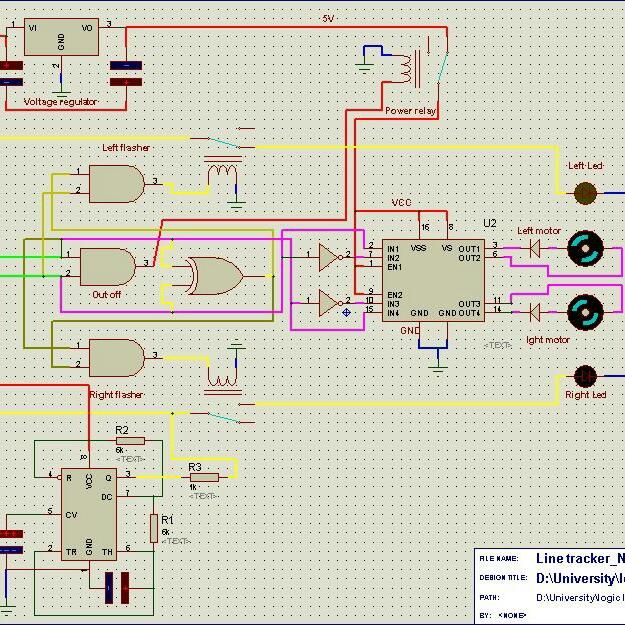 5V
1 VI VO 3
GND
2
Voltage regulator
Power relay
Left flasher
1
2
3
Left Led
VCC
16 8
U2
Left motor
2 IN1 VSS VS OUT1 3
7 IN2 OUT2 6
1 EN1
1 2
1
2
3
Out off
1 2
9 EN2
10 IN3 OUT3 11
15 IN4 GND GND OUT4 14
GND
<TEXT>
Ight motor
1
2
3
Right flasher
Right Led
R2
6k
<TEXT>
8
VCC
4 R Q 3
DC 7
R3
1k
<TEXT>
5 CV
R1
6k
<TEXT>
2 TR GND TH 6
1
FILE NAME: Line tracker_N
DESIGN TITLE: D:\University\lo
PATH: D:\University\logic l
BY: <NONE>